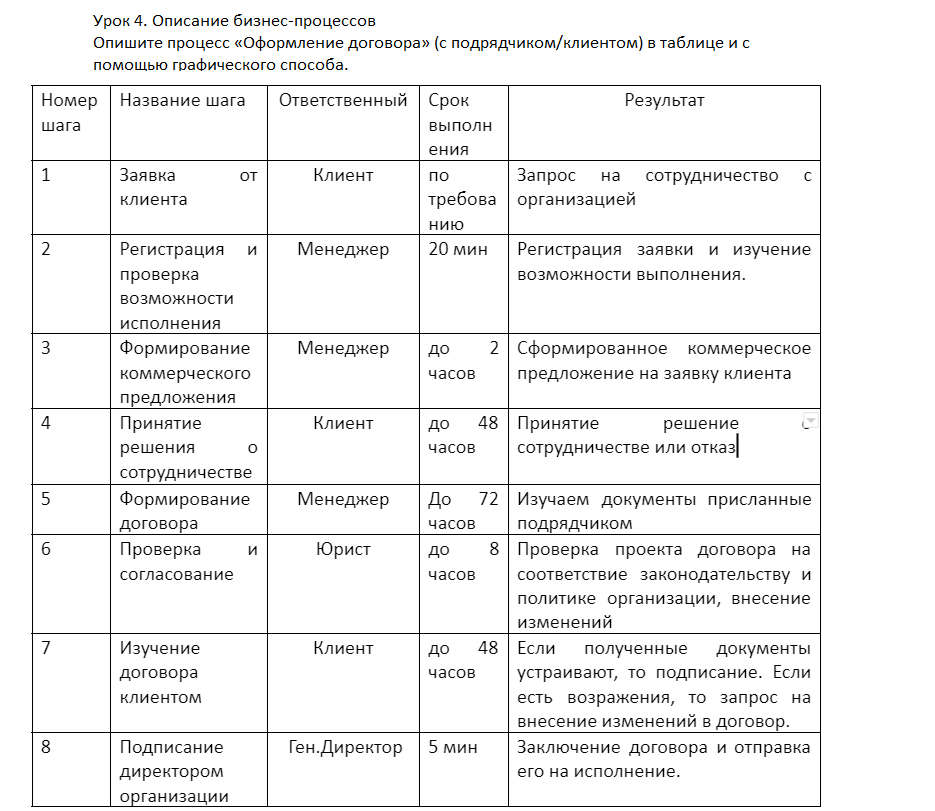 Урок 4. Описание бизнес-процессов
Опишите процесс «Оформление договора» (с подрядчиком/клиентом) в таблице и с
помощью графического способа.
Номер
шага
Название шага
Ответственный
Срок
выполн
ения
Результат
1
Заявка от
клиента
Клиент
по
требова
нию
Запрос на сотрудничество с
организацией
2
Регистрация и
проверка
возможности
исполнения
Менеджер
20 мин
Регистрация заявки и изучение
возможности выполнения.
3
Формирование
коммерческого
предложения
Менеджер
до 2
часов
Сформированное коммерческое
предложение на заявку клиента
4
Принятие
решения о
сотрудничестве
Клиент
до 48
часов
Принятие решение о
сотрудничестве или отказ
5
Формирование
договора
Менеджер
До 72
часов
Изучаем документы присланные
подрядчиком
6
Проверка и
согласование
Юрист
до 8
часов
Проверка проекта договора на
соответствие законодательству и
политике организации, внесение
изменений
7
Изучение
договора
клиентом
Клиент
до 48
часов
Если полученные документы
устраивают, то подписание. Если
есть возражения, то запрос на
внесение изменений в договор.
8
Подписание
директором
организации
Ген.Директор
5 мин
Заключение договора и отправка
его на исполнение.